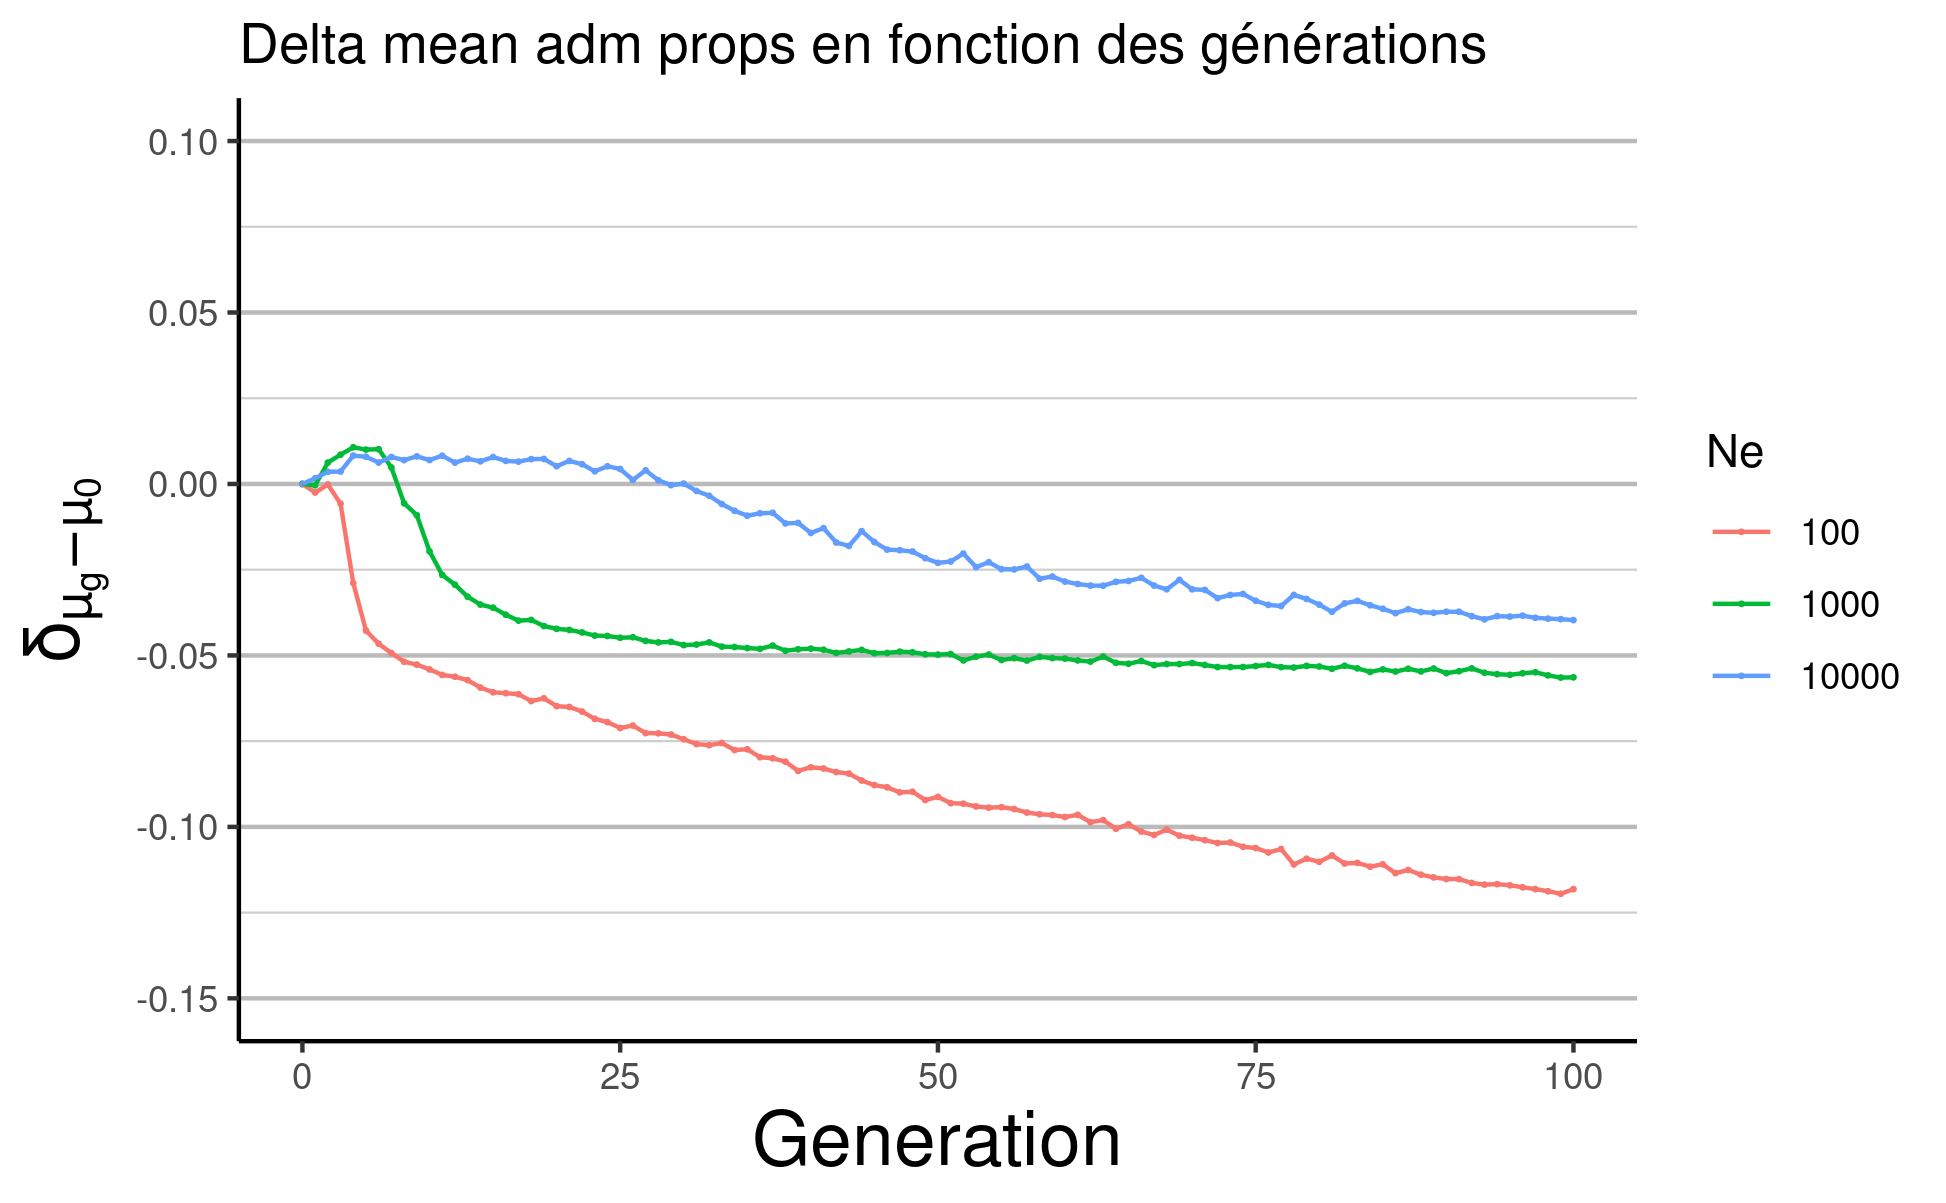 Delta mean adm props en fonction des générations
0.10
0.05
0.00
-0.05
-0.10
-0.15
δμg−μ0
0 25 50 75 100
Generation
Ne
100
1000
10000